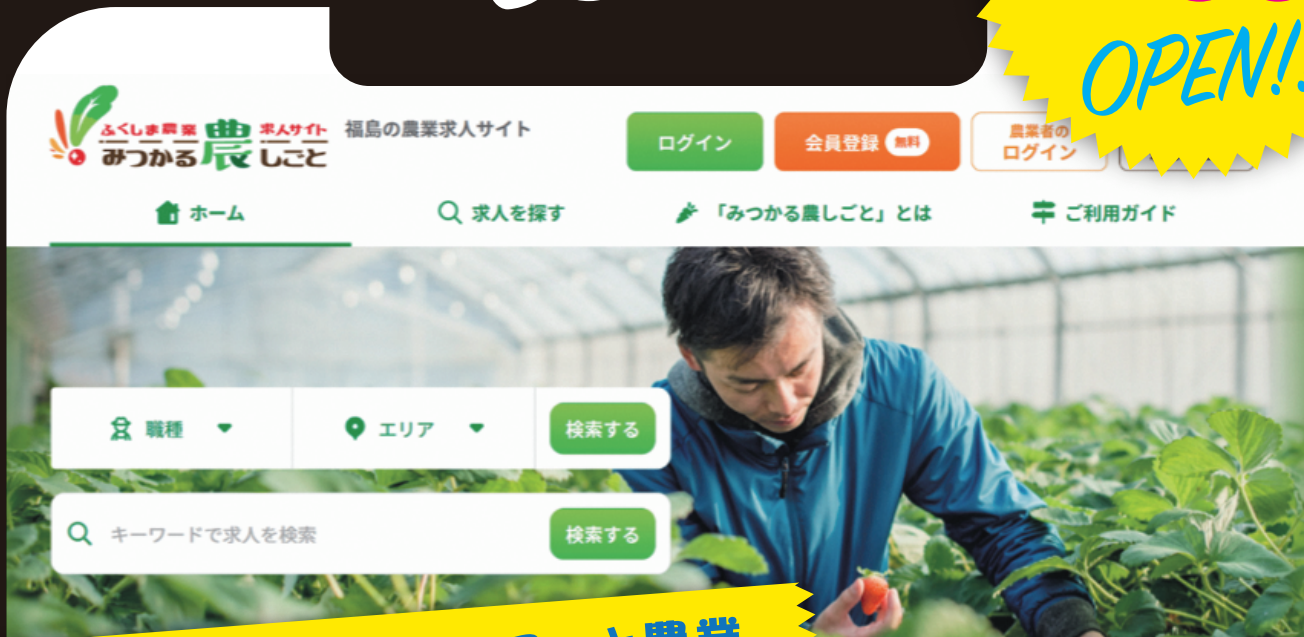 OPEN!!
ふくしま農業 求人サイト
みつかる農しごと
福島の農業求人サイト
ログイン
会員登録 無料
農業者の
ログイン
ホーム
求人を探す
「みつかる農しごと」とは
ご利用ガイド
職種
エリア
検索する
キーワードで求人を検索
検索する
と農業